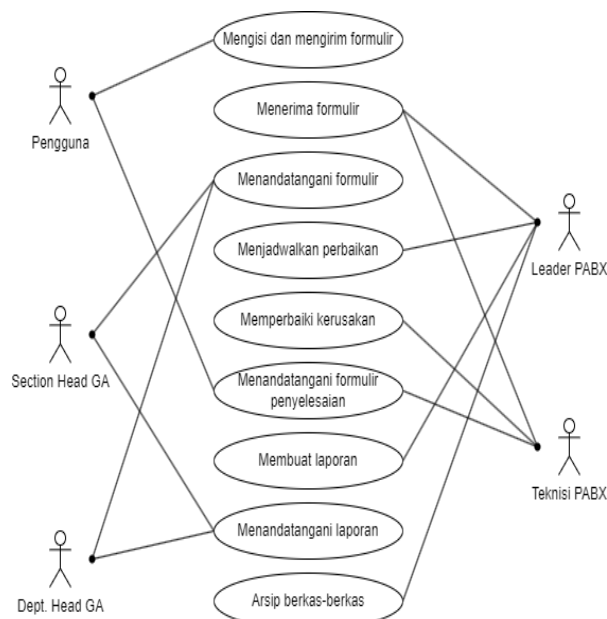 Mengisi dan mengirim formulir
Menerima formulir
Pengguna
Menandatangani formulir
Menjadwalkan perbaikan
Leader PABX
Memperbaiki kerusakan
Section Head GA
Menandatangani formulir
penyelesaian
Membuat laporan
Teknisi PABX
Menandatangani laporan
Arsip berkas-berkas
Dept. Head GA